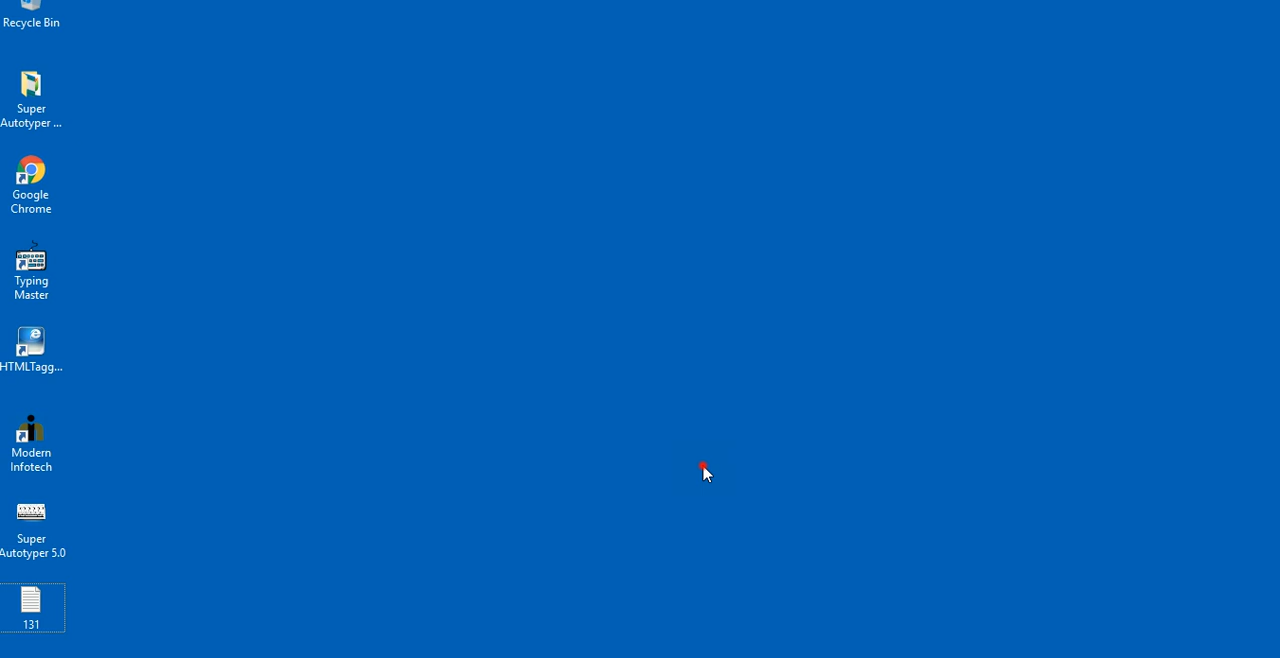 Recycle Bin
Super
Autotyper ...
Google
Chrome
Typing
Master
HTMLTagg...
Modern
Infotech
Super
Autotyper 5.0
131